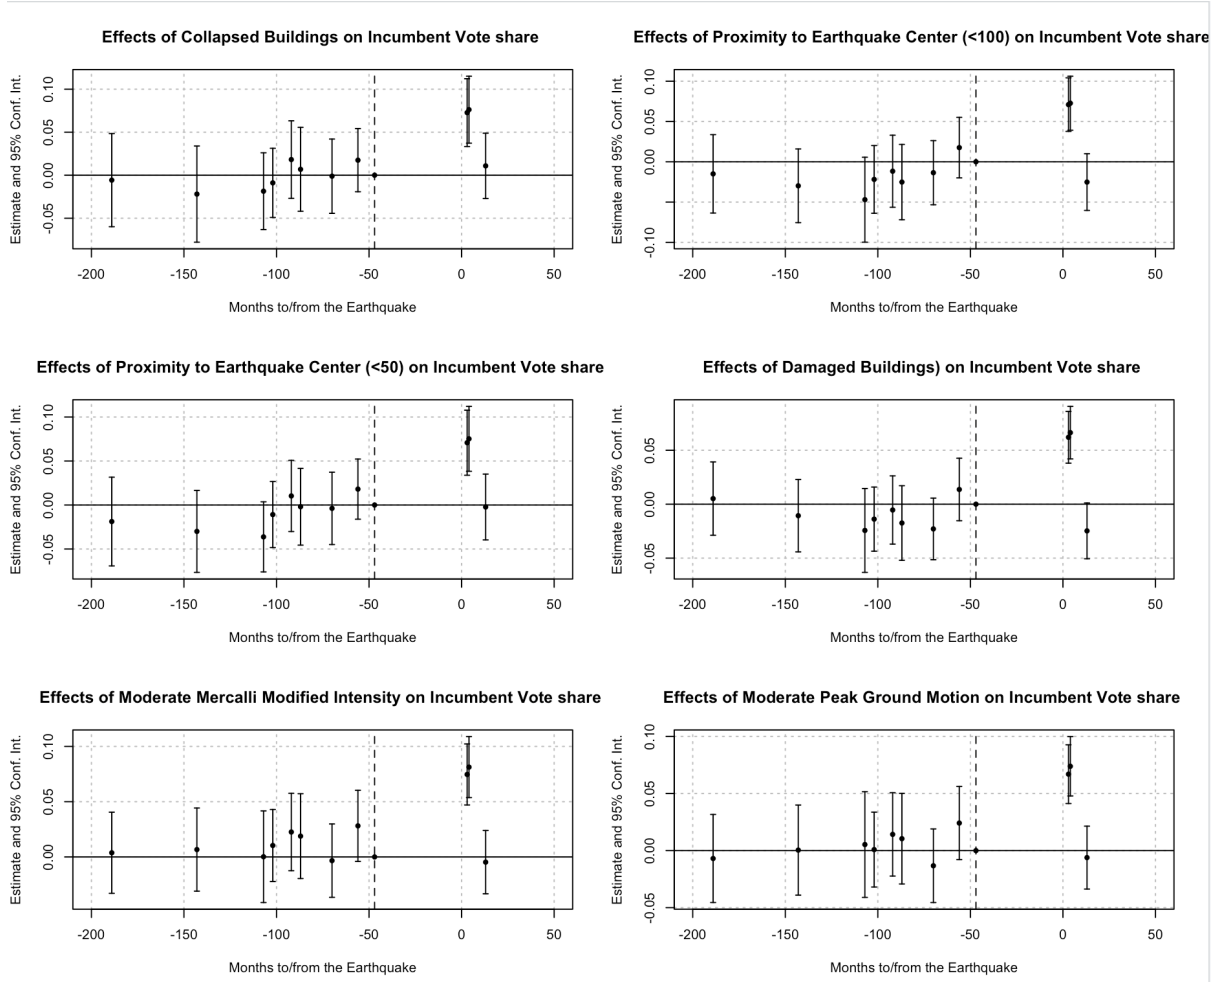 Effects of Collapsed Buildings on Incumbent Vote share
Estimate and 95% Conf. Int.
0.10
0.05
0.00
-0.05
-200 -150 -100 -50 0 50
Months to/from the Earthquake
Effects of Proximity to Earthquake Center (<100) on Incumbent Vote share
Estimate and 95% Conf. Int.
0.10
0.05
0.00
-0.10
-200 -150 -100 -50 0 50
Months to/from the Earthquake
Effects of Proximity to Earthquake Center (<50) on Incumbent Vote share
Estimate and 95% Conf. Int.
0.10
0.05
0.00
-0.05
-200 -150 -100 -50 0 50
Months to/from the Earthquake
Effects of Damaged Buildings) on Incumbent Vote share
Estimate and 95% Conf. Int.
0.05
0.00
-0.05
-200 -150 -100 -50 0 50
Months to/from the Earthquake
Effects of Moderate Mercalli Modified Intensity on Incumbent Vote share
Estimate and 95% Conf. Int.
0.10
0.05
0.00
-200 -150 -100 -50 0 50
Months to/from the Earthquake
Effects of Moderate Peak Ground Motion on Incumbent Vote share
Estimate and 95% Conf. Int.
0.10
0.05
0.00
-0.05
-200 -150 -100 -50 0 50
Months to/from the Earthquake